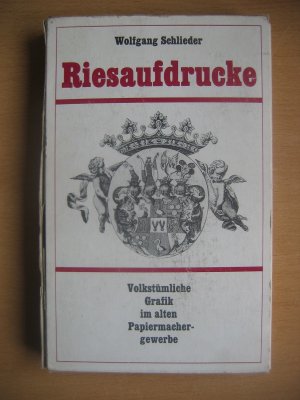 Wolfgang Schlieder
Riesaufdrucke
Volkstümliche
Grafik
im alten
Papiermacher-
gewerbe